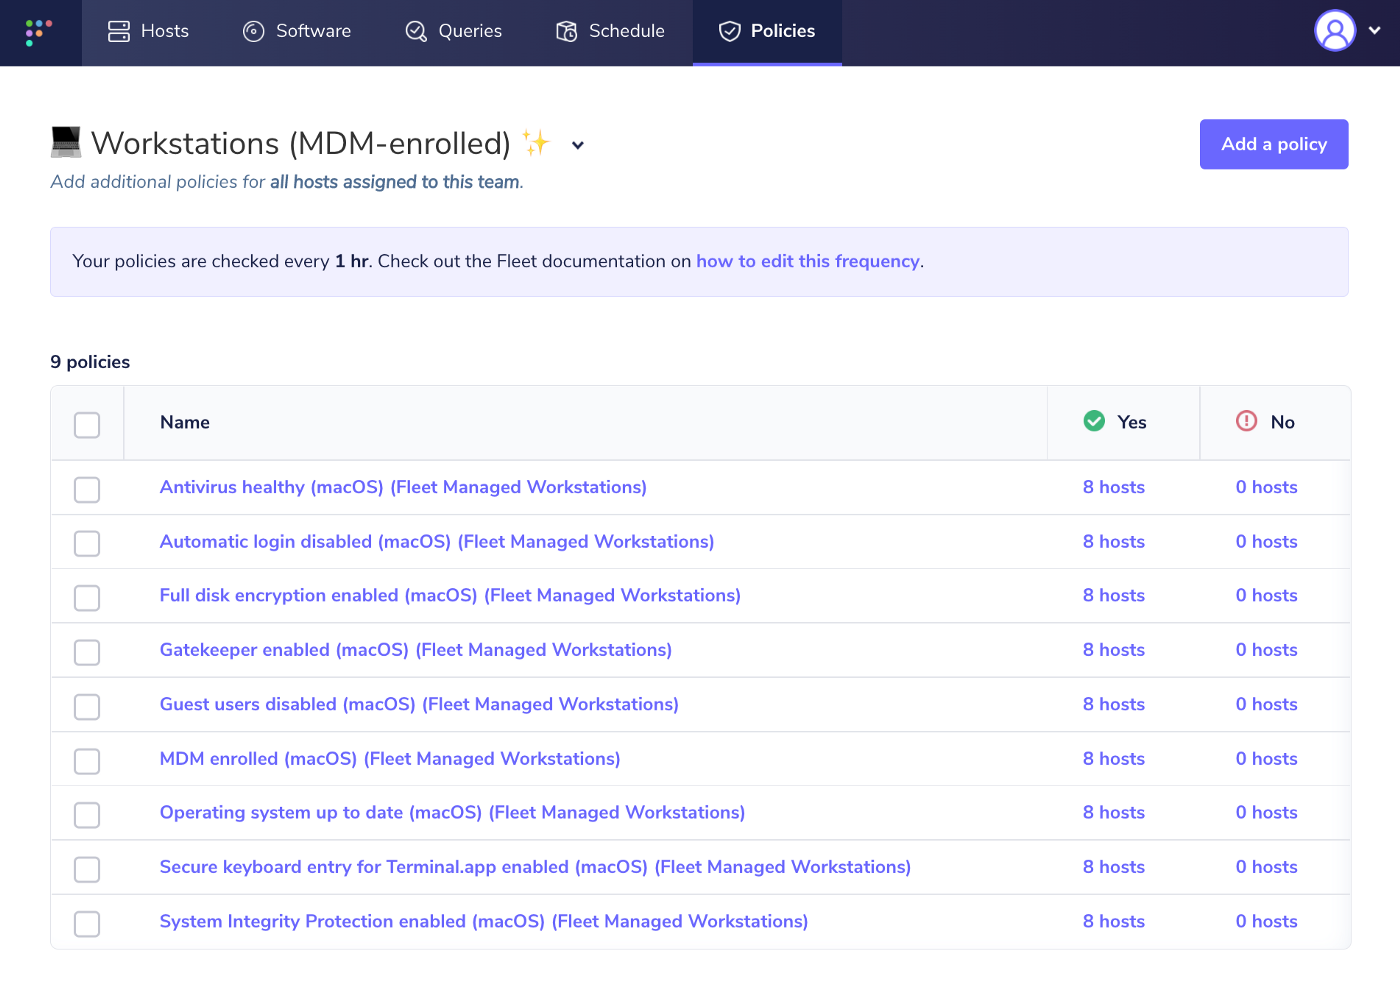 Hosts Software Queries Schedule Policies
Workstations (MDM-enrolled)
Add additional policies for all hosts assigned to this team.
Add a policy
Your policies are checked every 1 hr. Check out the Fleet documentation on how to edit this frequency.
9 policies
Name Yes No
Antivirus healthy (macOS) (Fleet Managed Workstations) 8 hosts 0 hosts
Automatic login disabled (macOS) (Fleet Managed Workstations) 8 hosts 0 hosts
Full disk encryption enabled (macOS) (Fleet Managed Workstations) 8 hosts 0 hosts
Gatekeeper enabled (macOS) (Fleet Managed Workstations) 8 hosts 0 hosts
Guest users disabled (macOS) (Fleet Managed Workstations) 8 hosts 0 hosts
MDM enrolled (macOS) (Fleet Managed Workstations) 8 hosts 0 hosts
Operating system up to date (macOS) (Fleet Managed Workstations) 8 hosts 0 hosts
Secure keyboard entry for Terminal.app enabled (macOS) (Fleet Managed Workstations) 8 hosts 0 hosts
System Integrity Protection enabled (macOS) (Fleet Managed Workstations) 8 hosts 0 hosts